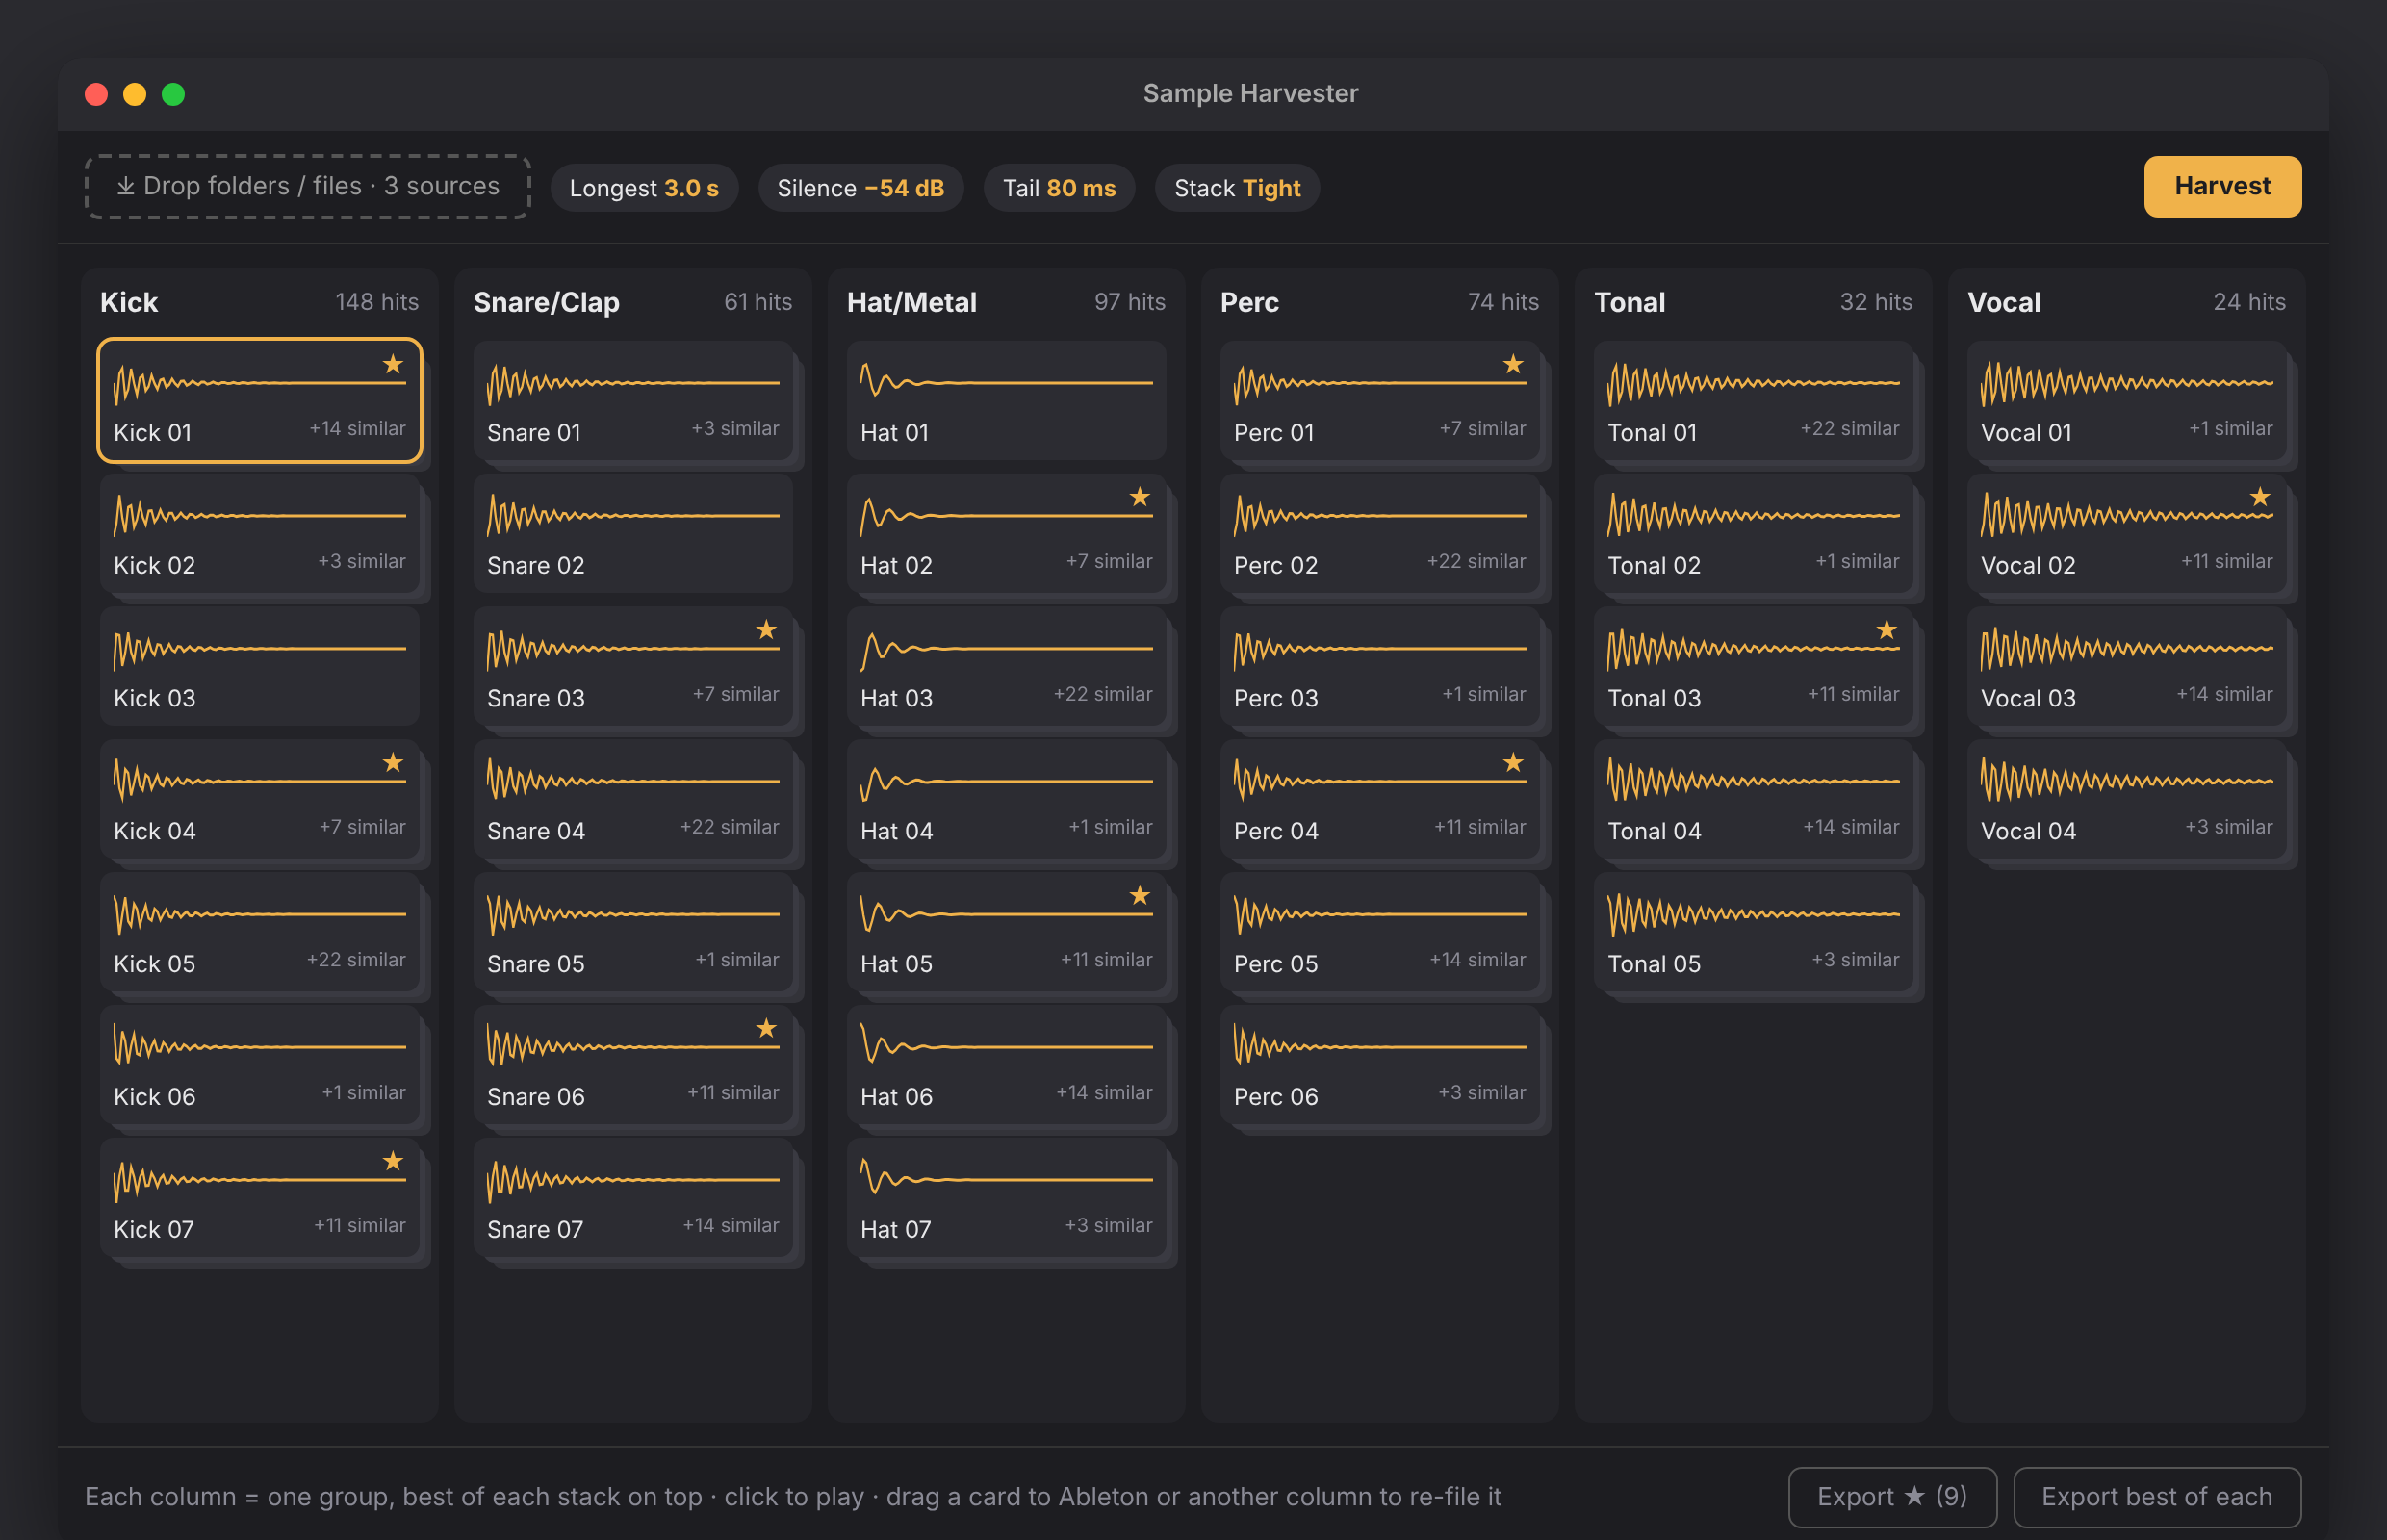 Sample Harvester
Drop folders / files · 3 sources
Longest 3.0 s
Silence −54 dB
Tail 80 ms
Stack Tight
Harvest
Kick 148 hits
★
Kick 01 +14 similar
Kick 02 +3 similar
Kick 03
★
Kick 04 +7 similar
Kick 05 +22 similar
Kick 06 +1 similar
★
Kick 07 +11 similar
Snare/Clap 61 hits
Snare 01 +3 similar
Snare 02
★
Snare 03 +7 similar
Snare 04 +22 similar
Snare 05 +1 similar
★
Snare 06 +11 similar
Snare 07 +14 similar
Hat/Metal 97 hits
Hat 01
★
Hat 02 +7 similar
Hat 03 +22 similar
Hat 04 +1 similar
★
Hat 05 +11 similar
Hat 06 +14 similar
Hat 07 +3 similar
Perc 74 hits
★
Perc 01 +7 similar
Perc 02 +22 similar
Perc 03 +1 similar
★
Perc 04 +11 similar
Perc 05 +14 similar
Perc 06 +3 similar
Tonal 32 hits
Tonal 01 +22 similar
Tonal 02 +1 similar
★
Tonal 03 +11 similar
Tonal 04 +14 similar
Tonal 05 +3 similar
Vocal 24 hits
Vocal 01 +1 similar
★
Vocal 02 +11 similar
Vocal 03 +14 similar
Vocal 04 +3 similar
Each column = one group, best of each stack on top · click to play · drag a card to Ableton or another column to re-file it
Export ★ (9)
Export best of each